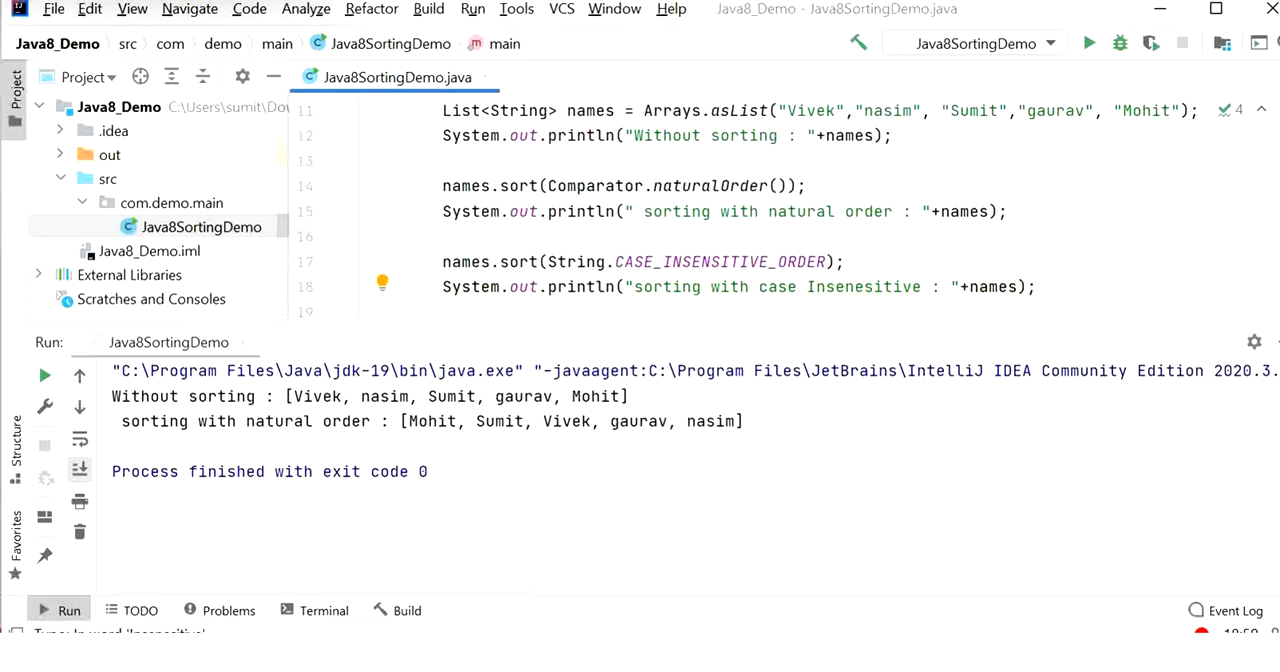 File Edit View Navigate Code Analyze Refactor Build Run Tools VCS Window Help Java8_Demo - Java8SortingDemo.java
Java8_Demo src com demo main Java8SortingDemo main Java8SortingDemo
Project Project Java8SortingDemo.java
Java8_Demo C:\Users\sumit\Dov
.idea
out
src
com.demo.main
Java8SortingDemo
Java8_Demo.iml
External Libraries
Scratches and Consoles
11 List<String> names = Arrays.asList("Vivek","nasim", "Sumit","gaurav", "Mohit"); 4
12 System.out.println("Without sorting : "+names);
13
14 names.sort(Comparator.naturalOrder());
15 System.out.println(" sorting with natural order : "+names);
16
17 names.sort(String.CASE_INSENSITIVE_ORDER);
18 System.out.println("sorting with case Insenesitive : "+names);
19
Run: Java8SortingDemo
"C:\Program Files\Java\jdk-19\bin\java.exe" "-javaagent:C:\Program Files\JetBrains\IntelliJ IDEA Community Edition 2020.3.
Without sorting : [Vivek, nasim, Sumit, gaurav, Mohit]
sorting with natural order : [Mohit, Sumit, Vivek, gaurav, nasim]
Process finished with exit code 0
Structure
Favorites
Run TODO Problems Terminal Build Event Log